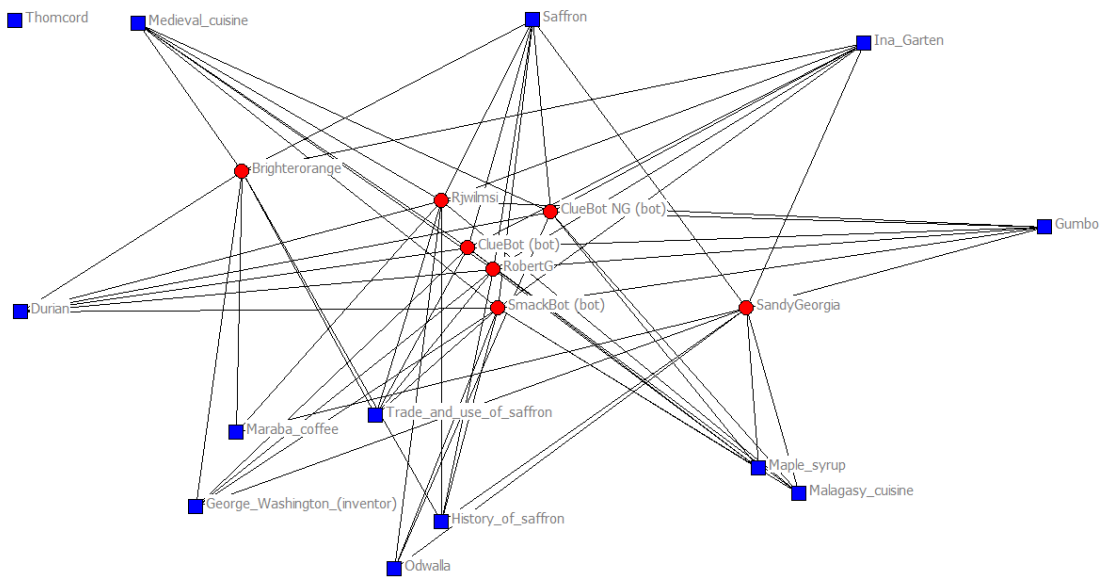 Thomcord
Medieval_cuisine
Saffron
Ina_Garten
Brighterorange
Rjwilmsi
ClueBot NG (bot)
Gumbo
ClueBot (bot)
RobertG
SmackBot (bot)
SandyGeorgia
Durian
Trade_and_use_of_saffron
Maraba_coffee
Maple_syrup
Malagasy_cuisine
George_Washington_(inventor)
History_of_saffron
Odwalla